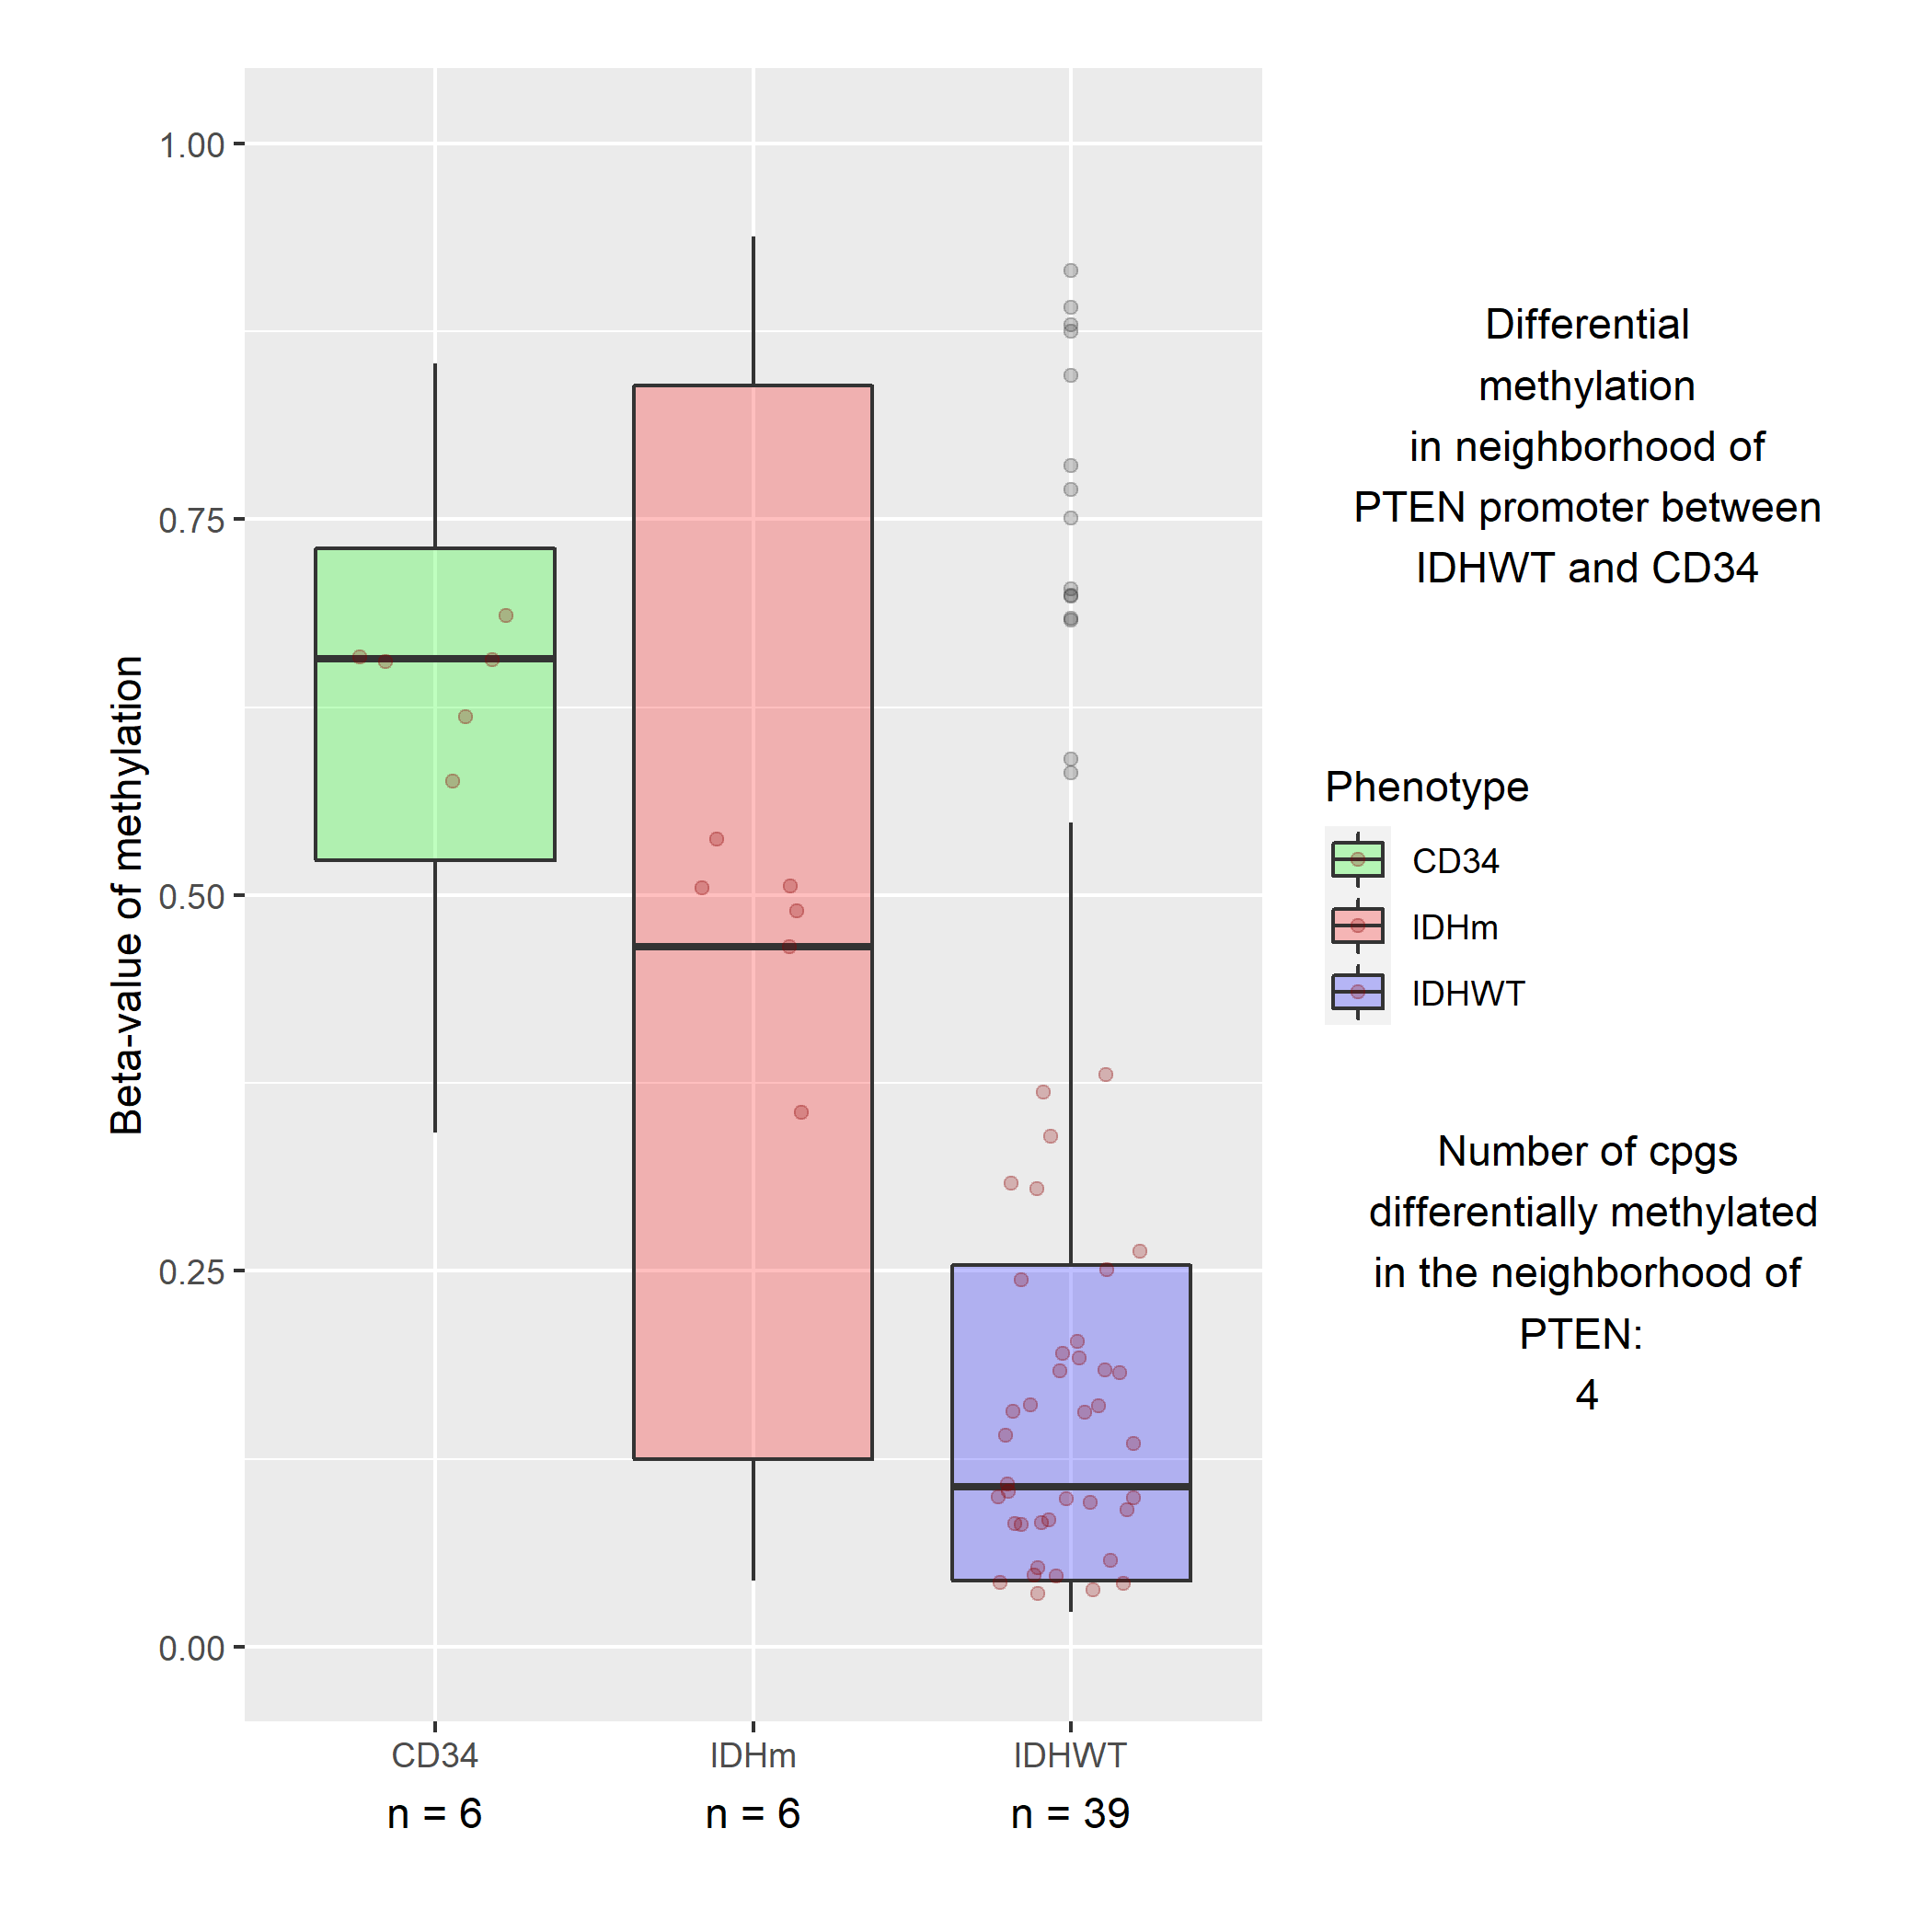 1.00
0.75
0.50
0.25
0.00
Beta-value of methylation
CD34
IDHm
IDHWT
n = 6
n = 6
n = 39
Differential
methylation
in neighborhood of
PTEN promoter between
IDHWT and CD34
Phenotype
CD34
IDHm
IDHWT
Number of cpgs
differentially methylated
in the neighborhood of
PTEN:
4